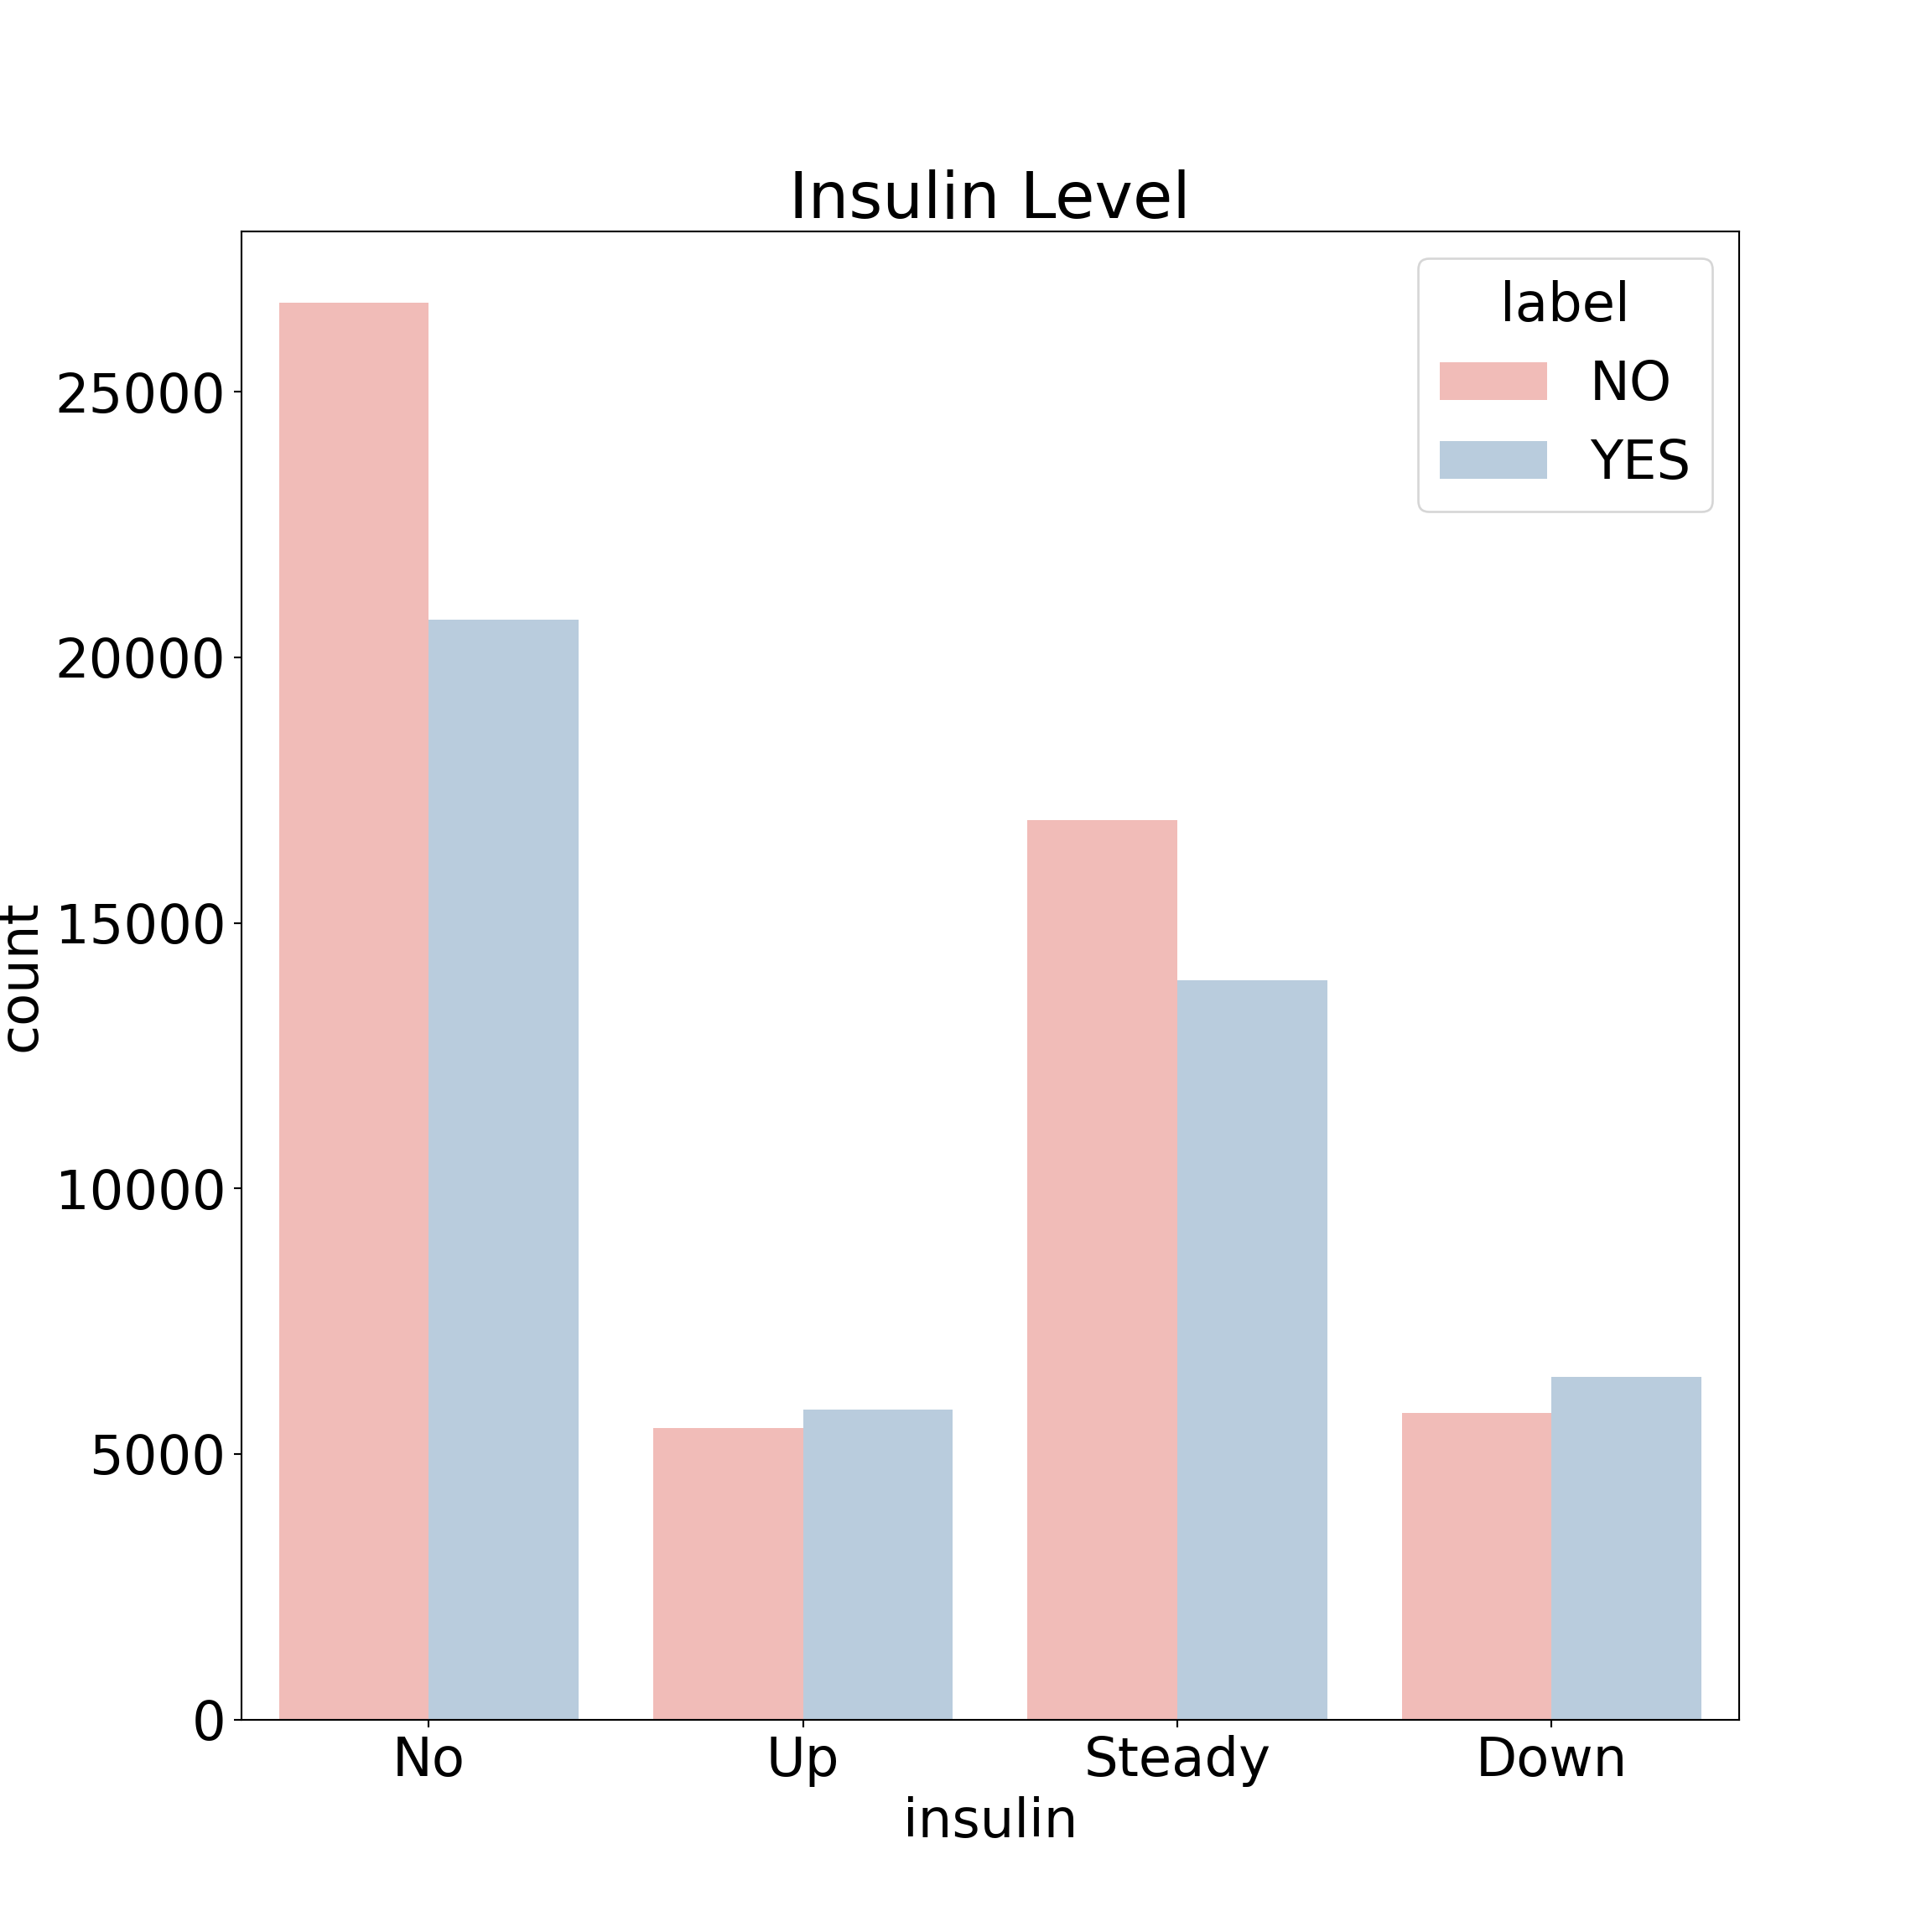 Insulin Level
label
NO
YES
25000
20000
15000
10000
5000
0
count
No Up Steady Down
insulin